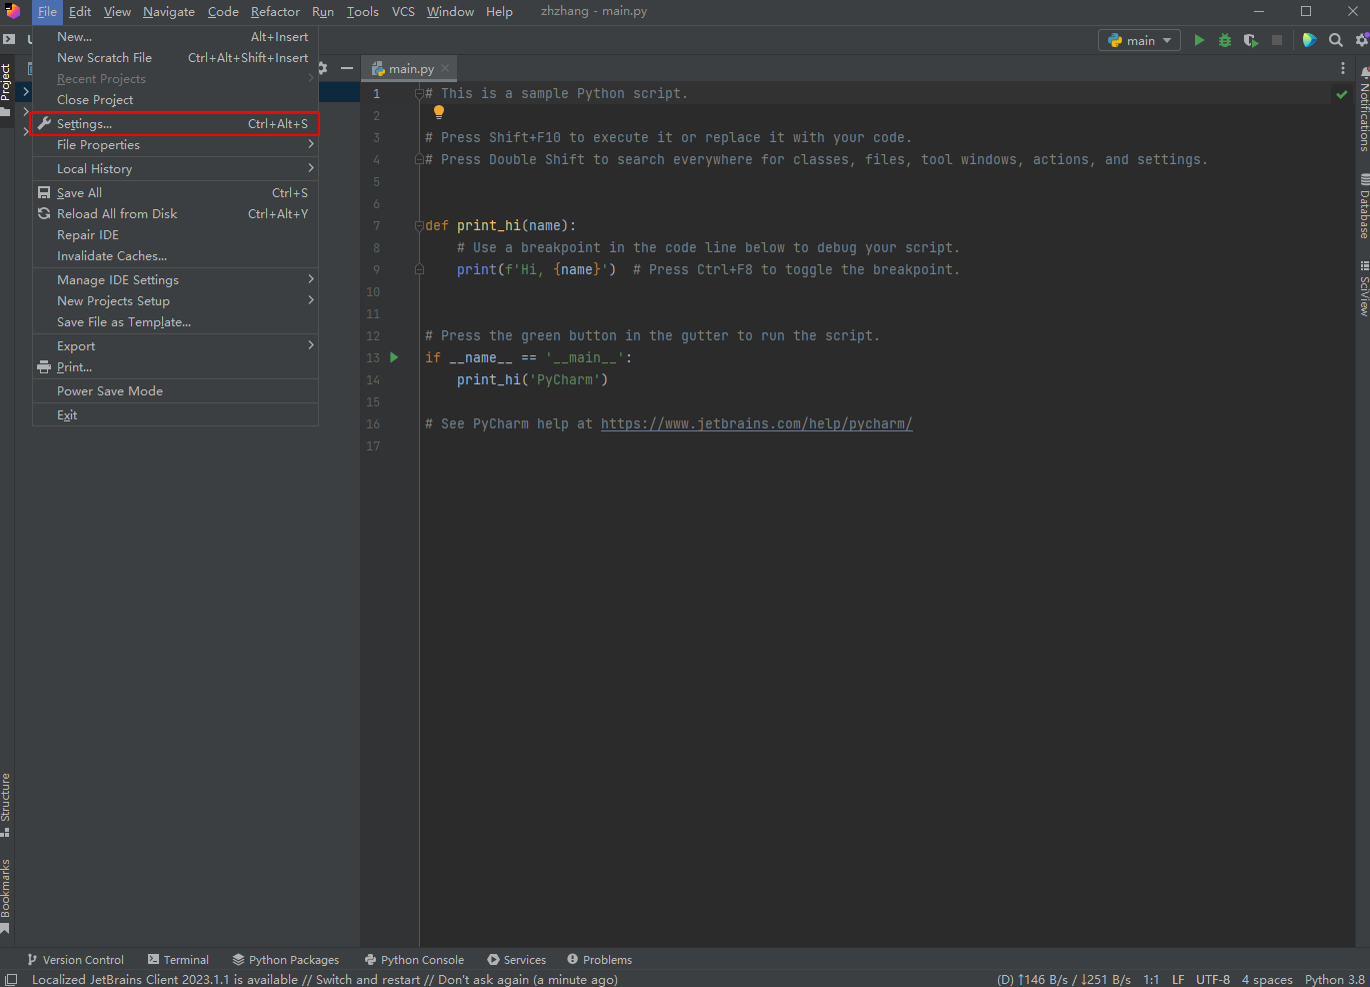 File Edit View Navigate Code Refactor Run Tools VCS Window Help zhzhang - main.py
main
New... Alt+Insert
New Scratch File Ctrl+Alt+Shift+Insert
Recent Projects
Close Project
Settings... Ctrl+Alt+S
File Properties
Local History
Save All Ctrl+S
Reload All from Disk Ctrl+Alt+Y
Repair IDE
Invalidate Caches...
Manage IDE Settings
New Projects Setup
Save File as Template...
Export
Print...
Power Save Mode
Exit
Project
Structure
Bookmarks
main.py
1 # This is a sample Python script.
2
3 # Press Shift+F10 to execute it or replace it with your code.
4 # Press Double Shift to search everywhere for classes, files, tool windows, actions, and settings.
5
6
7 def print_hi(name):
8 # Use a breakpoint in the code line below to debug your script.
9 print(f'Hi, {name}') # Press Ctrl+F8 to toggle the breakpoint.
10
11
12 # Press the green button in the gutter to run the script.
13 if __name__ == '__main__':
14 print_hi('PyCharm')
15
16 # See PyCharm help at https://www.jetbrains.com/help/pycharm/
17
Notifications
Database
SciView
Version Control Terminal Python Packages Python Console Services Problems
Localized JetBrains Client 2023.1.1 is available // Switch and restart // Don't ask again (a minute ago) (D) ↑146 B/s / ↓251 B/s 1:1 LF UTF-8 4 spaces Python 3.8